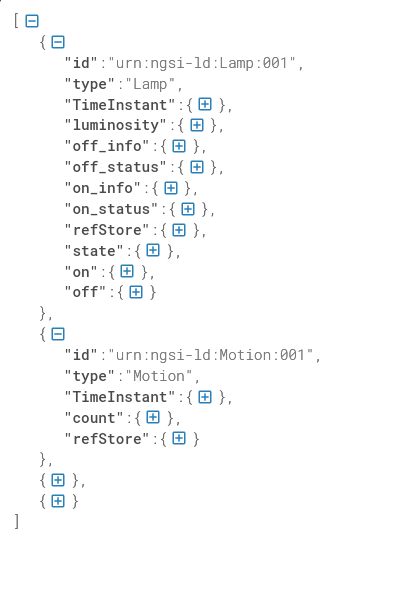 [
{
"id":"urn:ngsi-ld:Lamp:001",
"type":"Lamp",
"TimeInstant":{ },
"luminosity":{ },
"off_info":{ },
"off_status":{ },
"on_info":{ },
"on_status":{ },
"refStore":{ },
"state":{ },
"on":{ },
"off":{ }
},
{
"id":"urn:ngsi-ld:Motion:001",
"type":"Motion",
"TimeInstant":{ },
"count":{ },
"refStore":{ }
},
{ },
{ }
]